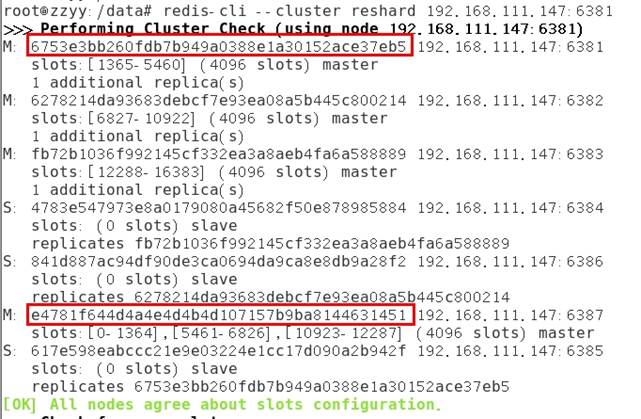 root@zzyy:/data# redis-cli --cluster reshard 192.168.111.147:6381
>>> Performing Cluster Check (using node 192.168.111.147:6381)
M: 6753e3bb260fdb7b949a0388e1a30152ace37eb5 192.168.111.147:6381
slots:[1365-5460] (4096 slots) master
1 additional replica(s)
M: 6278214da93683debcf7e93ea08a5b445c800214 192.168.111.147:6382
slots:[6827-10922] (4096 slots) master
1 additional replica(s)
M: fb72b1036f992145cf332ea3a8aeb4fa6a588889 192.168.111.147:6383
slots:[12288-16383] (4096 slots) master
1 additional replica(s)
S: 4783e547973e8a0179080a45682f50e878985884 192.168.111.147:6384
slots: (0 slots) slave
replicates fb72b1036f992145cf332ea3a8aeb4fa6a588889
S: 841d887ac94df90de3ca0694da9ca8e8db9a28f2 192.168.111.147:6386
slots: (0 slots) slave
replicates 6278214da93683debcf7e93ea08a5b445c800214
M: e4781f644d4a4e4d4b4d107157b9ba8144631451 192.168.111.147:6387
slots:[0-1364],[5461-6826],[10923-12287] (4096 slots) master
S: 617e598eabccc21e9e03224e1cc17d090a2b942f 192.168.111.147:6385
slots: (0 slots) slave
replicates 6753e3bb260fdb7b949a0388e1a30152ace37eb5
[OK] All nodes agree about slots configuration.